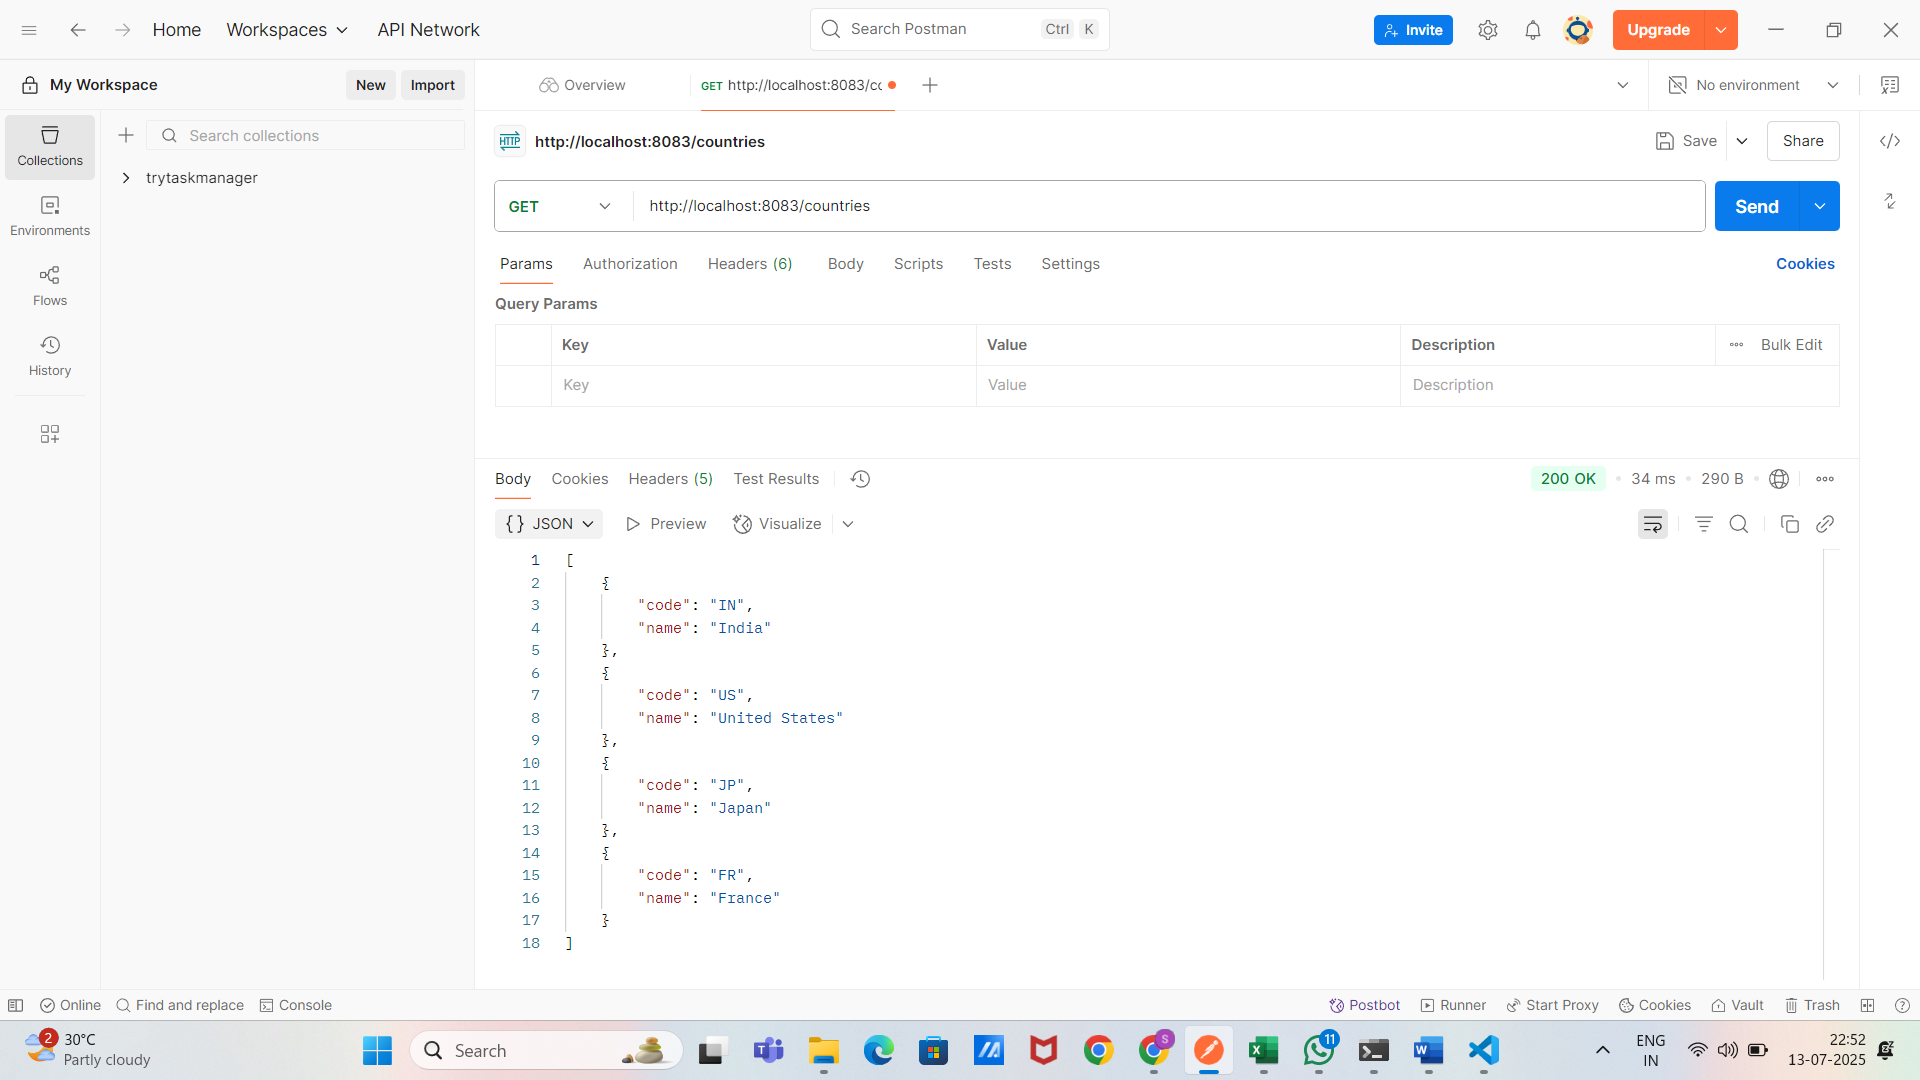 Home Workspaces API Network Search Postman Ctrl K Invite Upgrade
My Workspace New Import Overview GET http://localhost:8083/cc No environment
Collections Search collections HTTP http://localhost:8083/countries Save Share
trytaskmanager
Environments GET http://localhost:8083/countries Send
Flows Params Authorization Headers (6) Body Scripts Tests Settings Cookies
Query Params
History Key Value Description Bulk Edit
Key Value Description
Body Cookies Headers (5) Test Results 200 OK 34 ms 290 B
{} JSON Preview Visualize
1 [
2 {
3 "code": "IN",
4 "name": "India"
5 },
6 {
7 "code": "US",
8 "name": "United States"
9 },
10 {
11 "code": "JP",
12 "name": "Japan"
13 },
14 {
15 "code": "FR",
16 "name": "France"
17 }
18 ]
Online Find and replace Console Postbot Runner Start Proxy Cookies Vault Trash
2 30°C Search S 11 ENG 22:52
Partly cloudy IN 13-07-2025